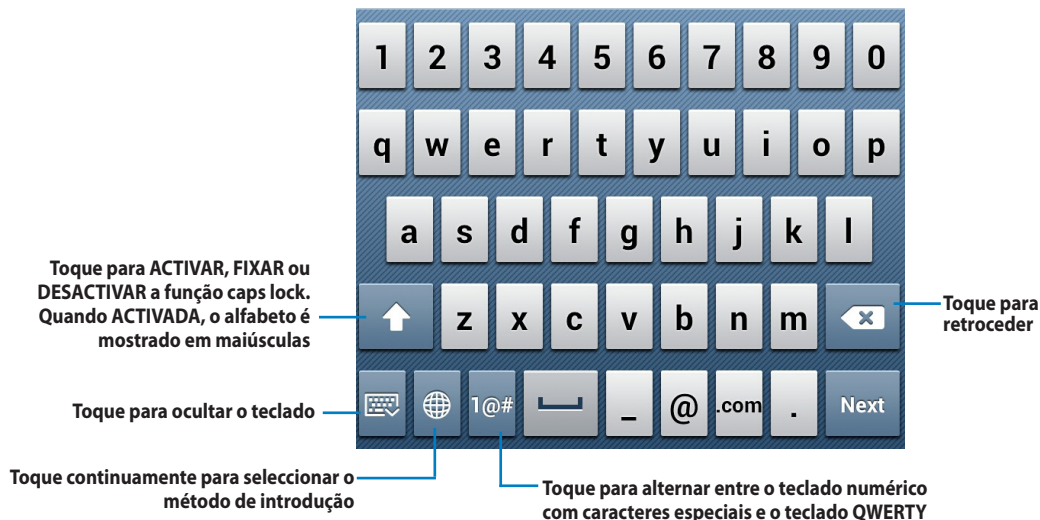 1 2 3 4 5 6 7 8 9 0
q w e r t y u i o p
a s d f g h j k l
Toque para ACTIVAR, FIXAR ou
DESACTIVAR a função caps lock.
Quando ACTIVADA, o alfabeto é
mostrado em maiúsculas
z x c v b n m
Toque para
retroceder
Toque para ocultar o teclado
1@# _ @ .com . Next
Toque continuamente para seleccionar o
método de introdução
Toque para alternar entre o teclado numérico
com caracteres especiais e o teclado QWERTY